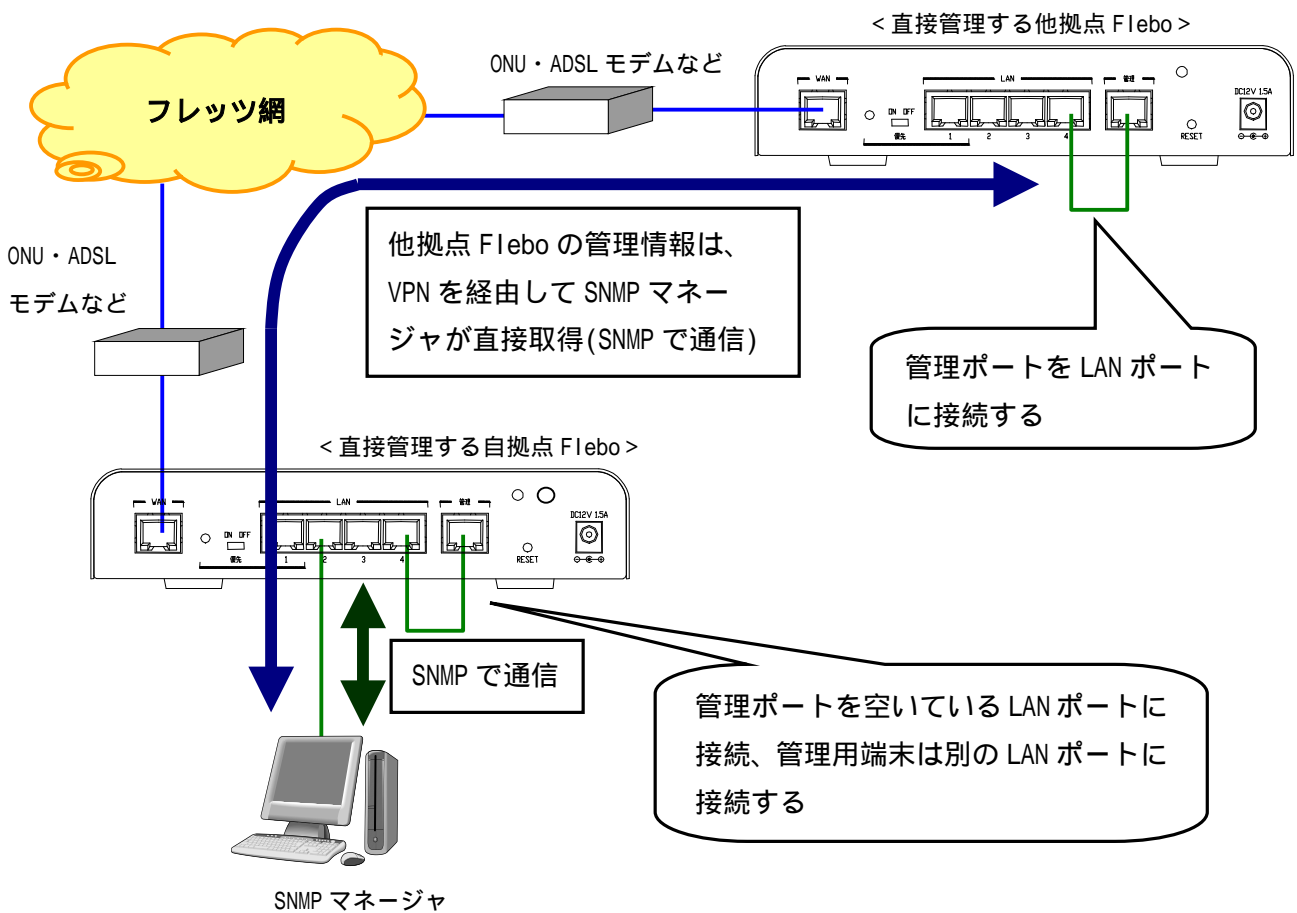 <直接管理する他拠点 Flebo>
ONU・ADSL モデムなど
フレッツ網
WAN
LAN
管理
ON OFF
優先
1 2 3 4
RESET
DC12V 1.5A
他拠点 Flebo の管理情報は、
VPN を経由して SNMP マネー
ジャが直接取得(SNMP で通信)
ONU・ADSL
モデムなど
管理ポートを LAN ポート
に接続する
<直接管理する自拠点 Flebo>
WAN
LAN
管理
ON OFF
優先
1 2 3 4
RESET
DC12V 1.5A
SNMP で通信
管理ポートを空いている LAN ポートに
接続、管理用端末は別の LAN ポートに
接続する
SNMP マネージャ